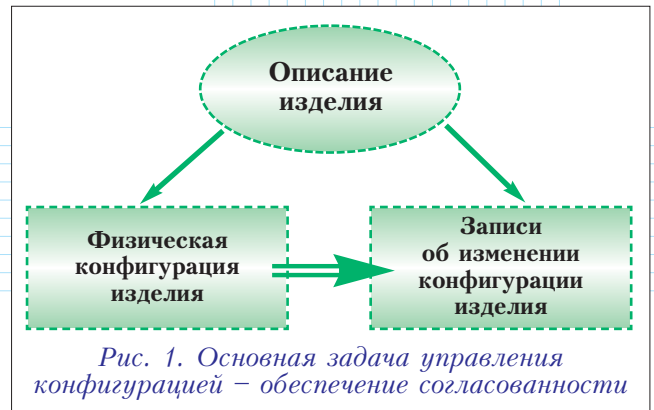 Описание
изделия
Физическая
конфигурация
изделия
Записи
об изменении
конфигурации
изделия
Рис. 1. Основная задача управления
конфигурацией – обеспечение согласованности